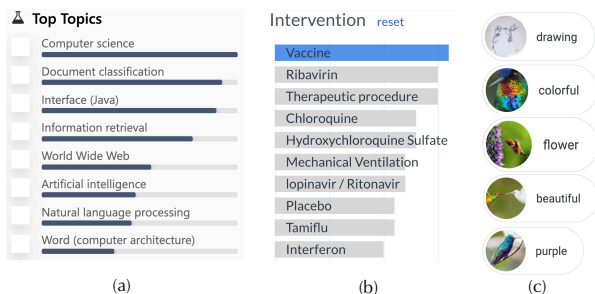 Top Topics
Computer science
Document classification
Interface (Java)
Information retrieval
World Wide Web
Artificial intelligence
Natural language processing
Word (computer architecture)
(a)
Intervention reset
Vaccine
Ribavirin
Therapeutic procedure
Chloroquine
Hydroxychloroquine Sulfate
Mechanical Ventilation
lopinavir / Ritonavir
Placebo
Tamiflu
Interferon
(b)
drawing
colorful
flower
beautiful
purple
(c)